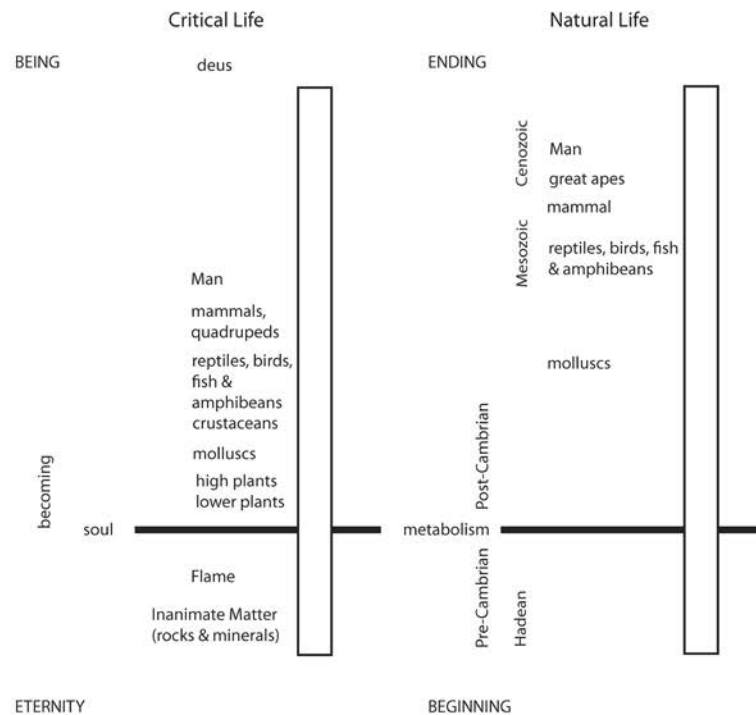 Critical Life
BEING
deus
Man
mammals,
quadrupeds
reptiles, birds,
fish &
amphibeans
crustaceans
molluscs
high plants
lower plants
becoming
soul
Flame
Inanimate Matter
(rocks & minerals)
ETERNITY
Natural Life
ENDING
Cenozoic
Man
great apes
mammal
Mesozoic
reptiles, birds, fish
& amphibeans
molluscs
Post-Cambrian
metabolism
Pre-Cambrian
Hadean
BEGINNING